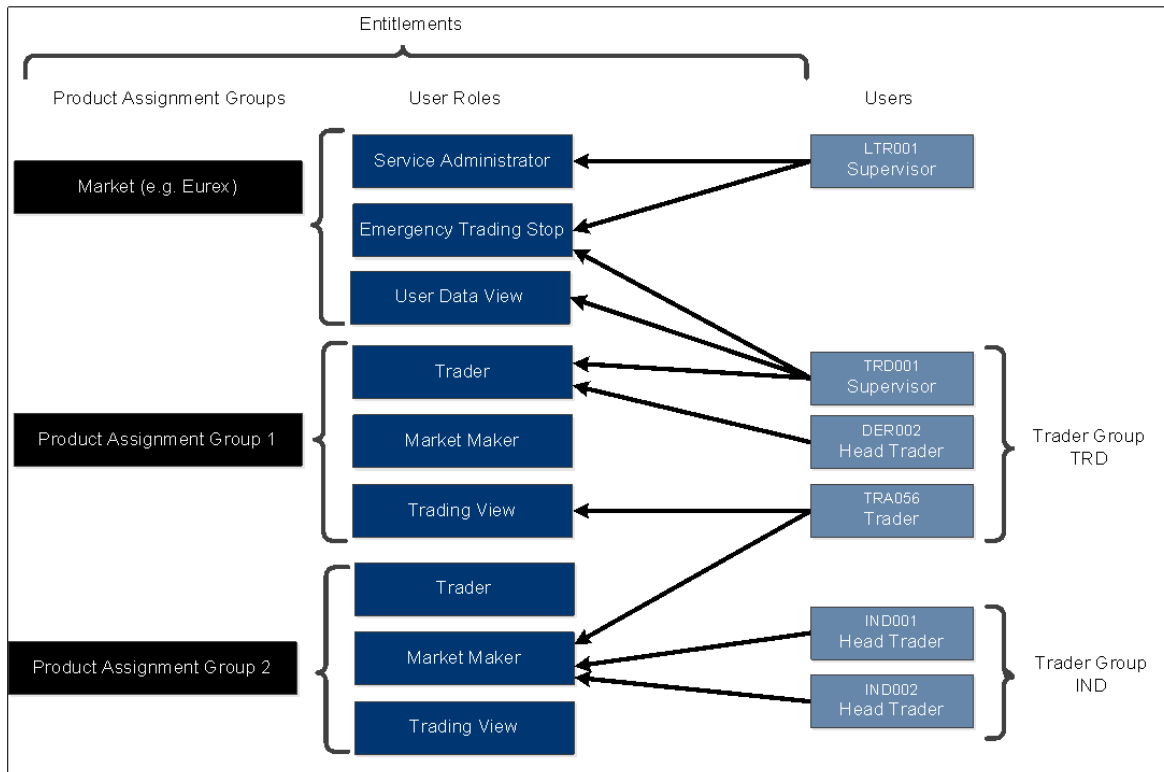 Entitlements
Product Assignment Groups
User Roles
Users
Market (e.g. Eurex)
Service Administrator
Emergency Trading Stop
User Data View
LTR001
Supervisor
Product Assignment Group 1
Trader
Market Maker
Trading View
TRD001
Supervisor
DER002
Head Trader
TRA056
Trader
Trader Group
TRD
Product Assignment Group 2
Trader
Market Maker
Trading View
IND001
Head Trader
IND002
Head Trader
Trader Group
IND